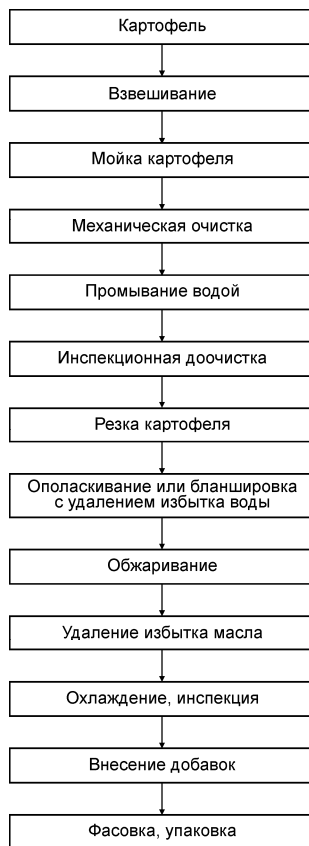 Картофель
Взвешивание
Мойка картофеля
Механическая очистка
Промывание водой
Инспекционная доочистка
Резка картофеля
Ополаскивание или бланшировка
с удалением избытка воды
Обжаривание
Удаление избытка масла
Охлаждение, инспекция
Внесение добавок
Фасовка, упаковка